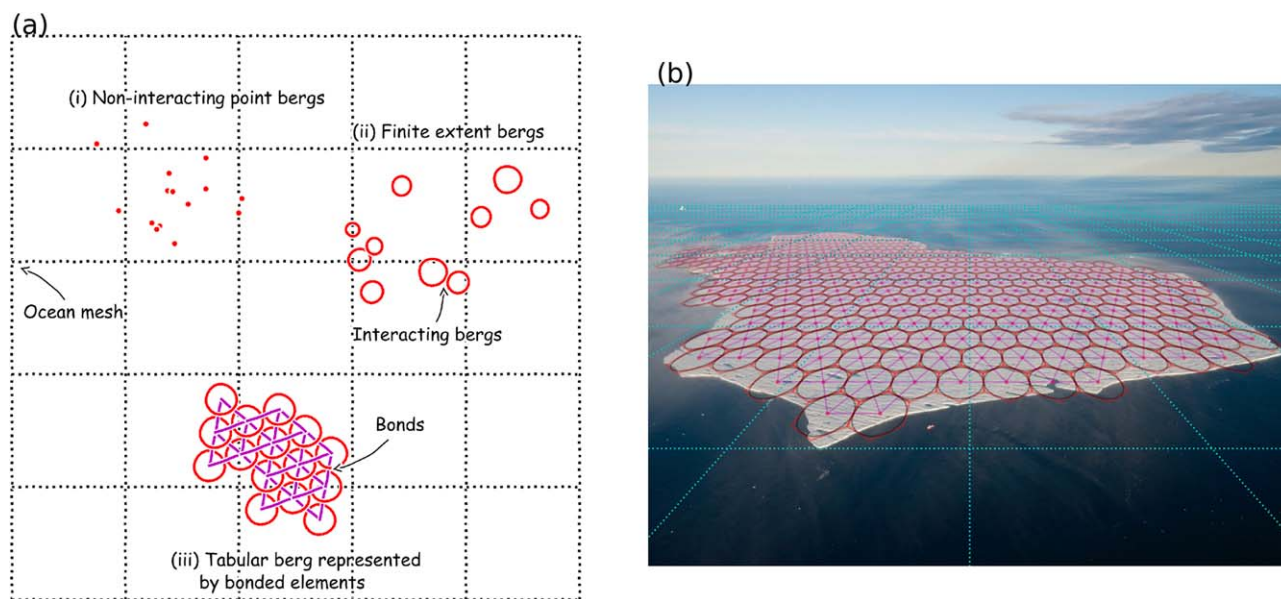 (a)
(i) Non-interacting point bergs
(ii) Finite extent bergs
Ocean mesh
Interacting bergs
Bonds
(iii) Tabular berg represented
by bonded elements
(b)